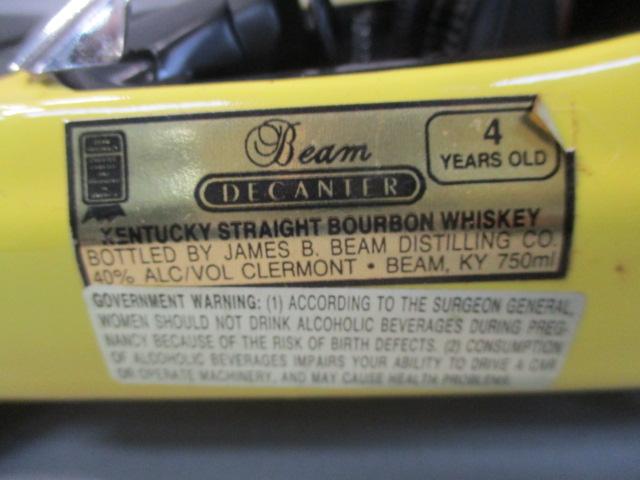 Beam
DECANTER
4
YEARS OLD
KENTUCKY STRAIGHT BOURBON WHISKEY
BOTTLED BY JAMES B. BEAM DISTILLING CO.
40% ALC/VOL CLERMONT • BEAM, KY 750ml
GOVERNMENT WARNING: (1) ACCORDING TO THE SURGEON GENERAL,
WOMEN SHOULD NOT DRINK ALCOHOLIC BEVERAGES DURING PREG-
NANCY BECAUSE OF THE RISK OF BIRTH DEFECTS. (2) CONSUMPTION
OF ALCOHOLIC BEVERAGES IMPAIRS YOUR ABILITY TO DRIVE A CAR
OR OPERATE MACHINERY, AND MAY CAUSE HEALTH PROBLEMS.